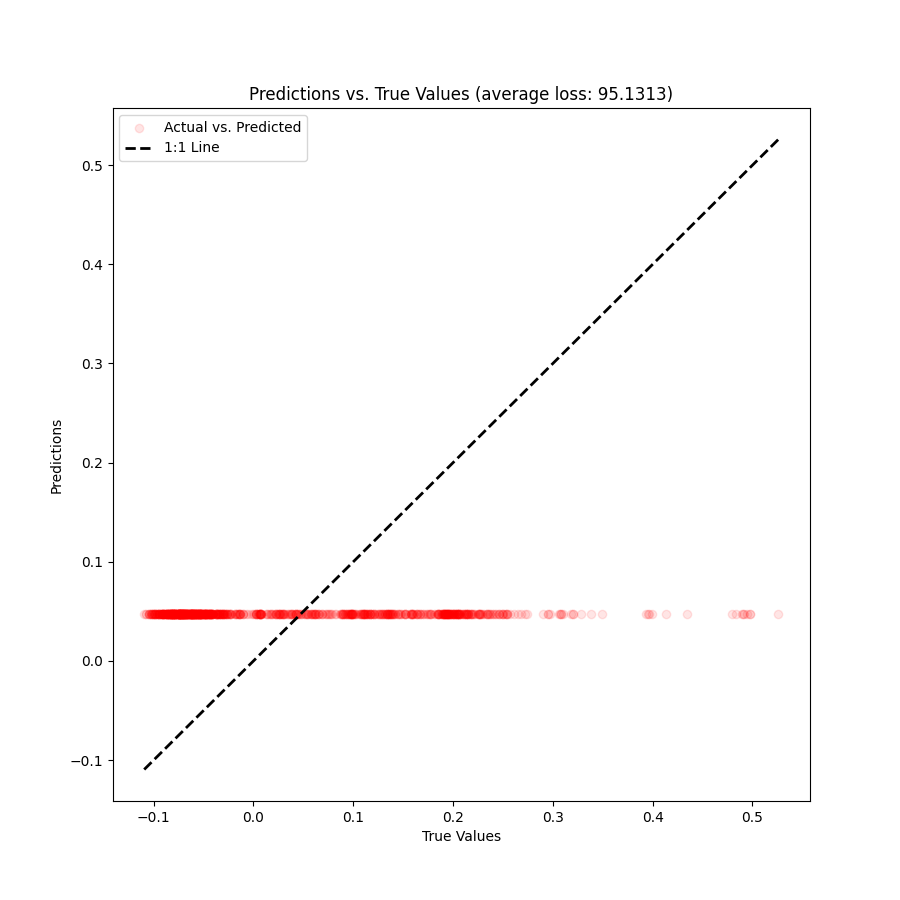 Predictions vs. True Values (average loss: 95.1313)
Actual vs. Predicted
1:1 Line
0.5
0.4
0.3
0.2
0.1
0.0
−0.1
Predictions
−0.1 0.0 0.1 0.2 0.3 0.4 0.5
True Values